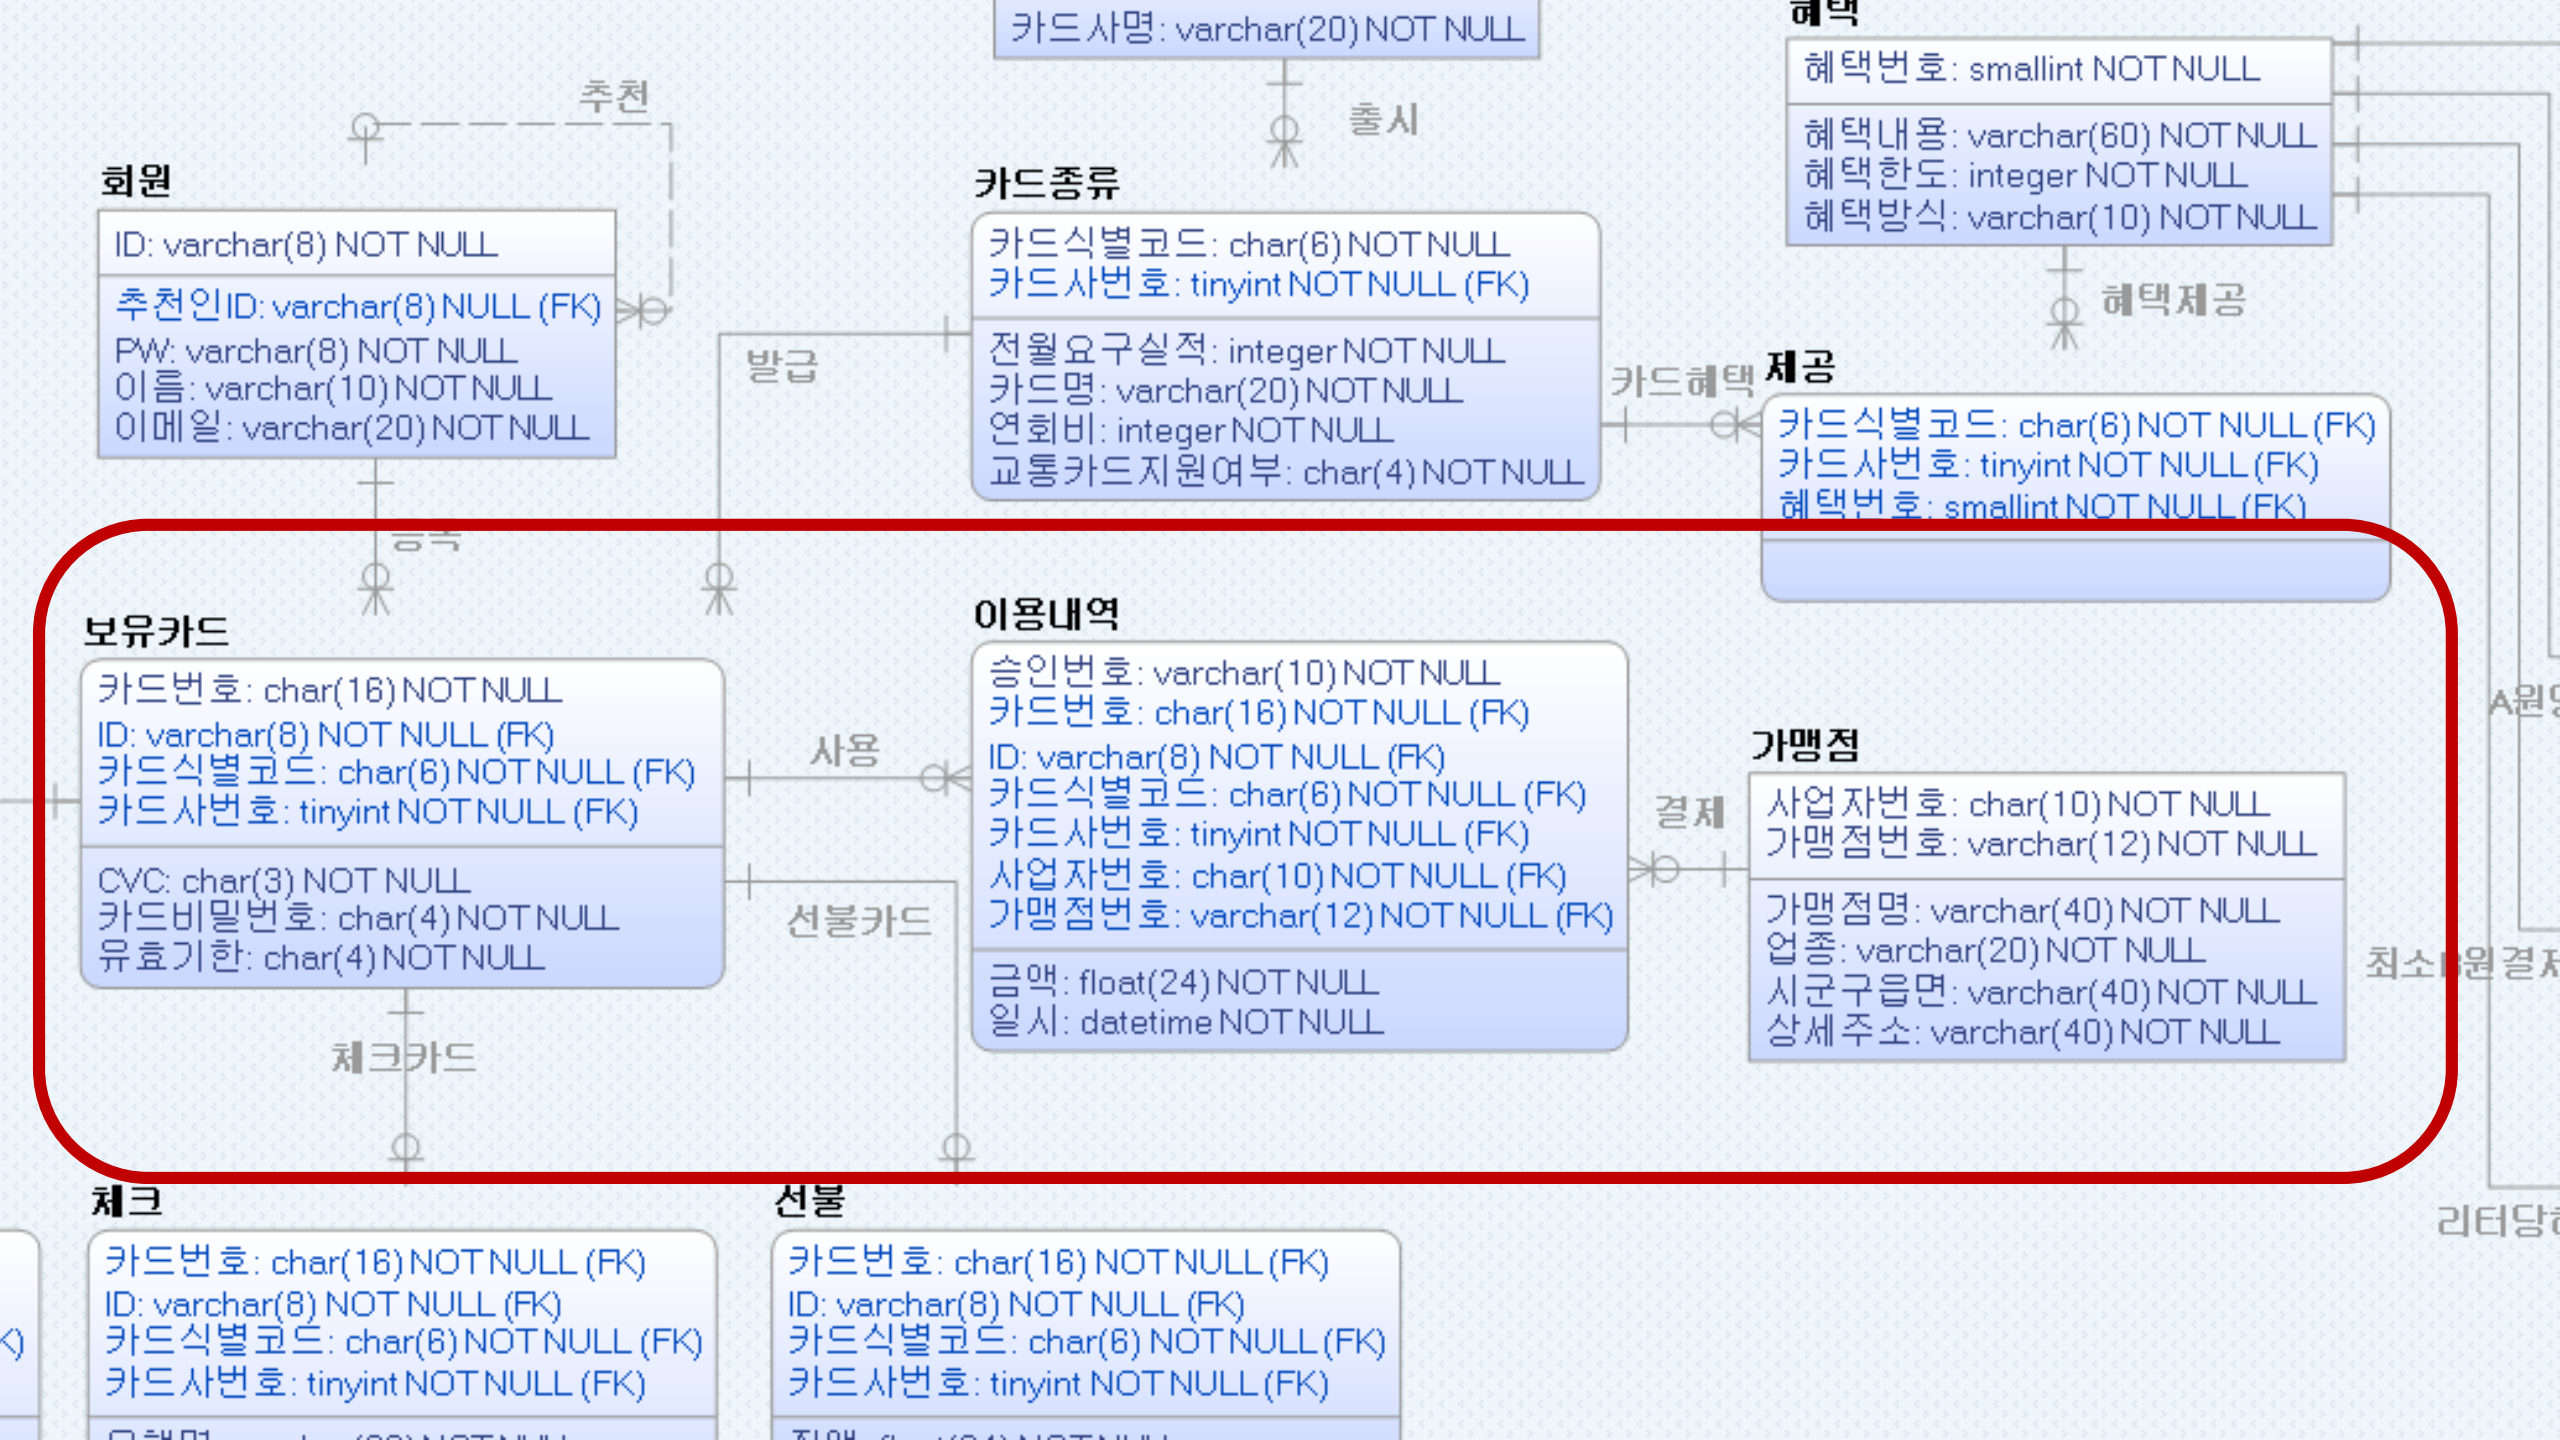 카드사명: varchar(20) NOT NULL
혜택
혜택번호: smallint NOT NULL
혜택내용: varchar(60) NOT NULL
혜택한도: integer NOT NULL
혜택방식: varchar(10) NOT NULL
추천
출시
회원
ID: varchar(8) NOT NULL
추천인ID: varchar(8) NULL (FK)
PW: varchar(8) NOT NULL
이름: varchar(10) NOT NULL
이메일: varchar(20) NOT NULL
카드종류
카드식별코드: char(6) NOT NULL
카드사번호: tinyint NOT NULL (FK)
전월요구실적: integer NOT NULL
카드명: varchar(20) NOT NULL
연회비: integer NOT NULL
교통카드지원여부: char(4) NOT NULL
발급
혜택제공
카드혜택
제공
카드식별코드: char(6) NOT NULL (FK)
카드사번호: tinyint NOT NULL (FK)
혜택번호: smallint NOT NULL (FK)
등록
보유카드
카드번호: char(16) NOT NULL
ID: varchar(8) NOT NULL (FK)
카드식별코드: char(6) NOT NULL (FK)
카드사번호: tinyint NOT NULL (FK)
CVC: char(3) NOT NULL
카드비밀번호: char(4) NOT NULL
유효기한: char(4) NOT NULL
사용
선불카드
체크카드
이용내역
승인번호: varchar(10) NOT NULL
카드번호: char(16) NOT NULL (FK)
ID: varchar(8) NOT NULL (FK)
카드식별코드: char(6) NOT NULL (FK)
카드사번호: tinyint NOT NULL (FK)
사업자번호: char(10) NOT NULL (FK)
가맹점번호: varchar(12) NOT NULL (FK)
금액: float(24) NOT NULL
일시: datetime NOT NULL
결제
가맹점
사업자번호: char(10) NOT NULL
가맹점번호: varchar(12) NOT NULL
가맹점명: varchar(40) NOT NULL
업종: varchar(20) NOT NULL
시군구읍면: varchar(40) NOT NULL
상세주소: varchar(40) NOT NULL
체크
카드번호: char(16) NOT NULL (FK)
ID: varchar(8) NOT NULL (FK)
카드식별코드: char(6) NOT NULL (FK)
카드사번호: tinyint NOT NULL (FK)
선불
카드번호: char(16) NOT NULL (FK)
ID: varchar(8) NOT NULL (FK)
카드식별코드: char(6) NOT NULL (FK)
카드사번호: tinyint NOT NULL (FK)